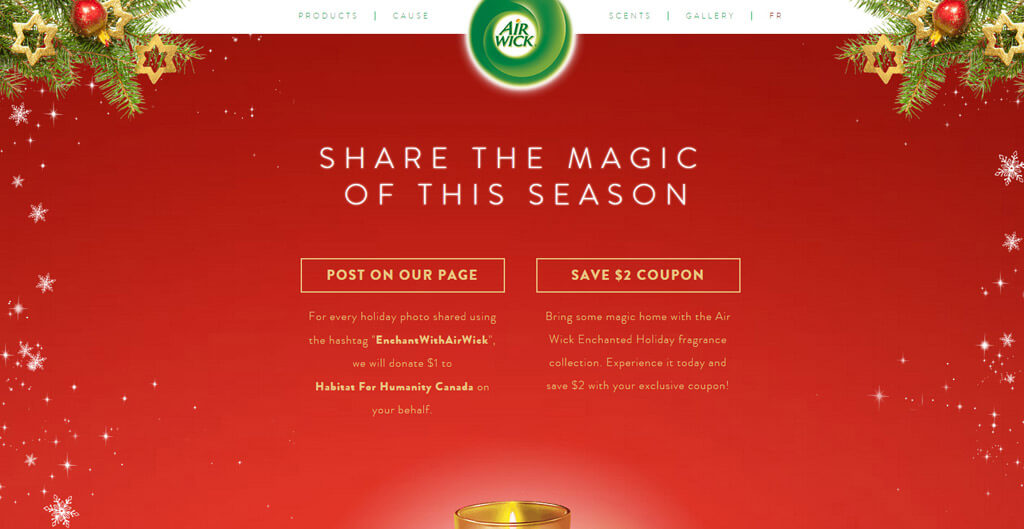 PRODUCTS | CAUSE
AIR
WICK
SCENTS | GALLERY | FR
SHARE THE MAGIC
OF THIS SEASON
POST ON OUR PAGE
For every holiday photo shared using
the hashtag "EnchantWithAirWick",
we will donate $1 to
Habitat For Humanity Canada on
your behalf.
SAVE $2 COUPON
Bring some magic home with the Air
Wick Enchanted Holiday fragrance
collection. Experience it today and
save $2 with your exclusive coupon!